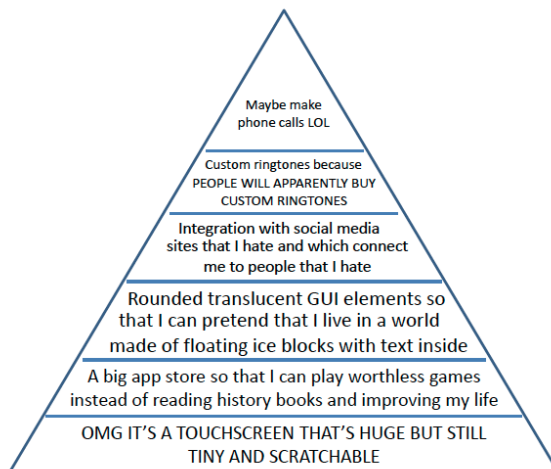 Maybe make
phone calls LOL
Custom ringtones because
PEOPLE WILL APPARENTLY BUY
CUSTOM RINGTONES
Integration with social media
sites that I hate and which connect
me to people that I hate
Rounded translucent GUI elements so
that I can pretend that I live in a world
made of floating ice blocks with text inside
A big app store so that I can play worthless games
instead of reading history books and improving my life
OMG IT’S A TOUCHSCREEN THAT’S HUGE BUT STILL
TINY AND SCRATCHABLE